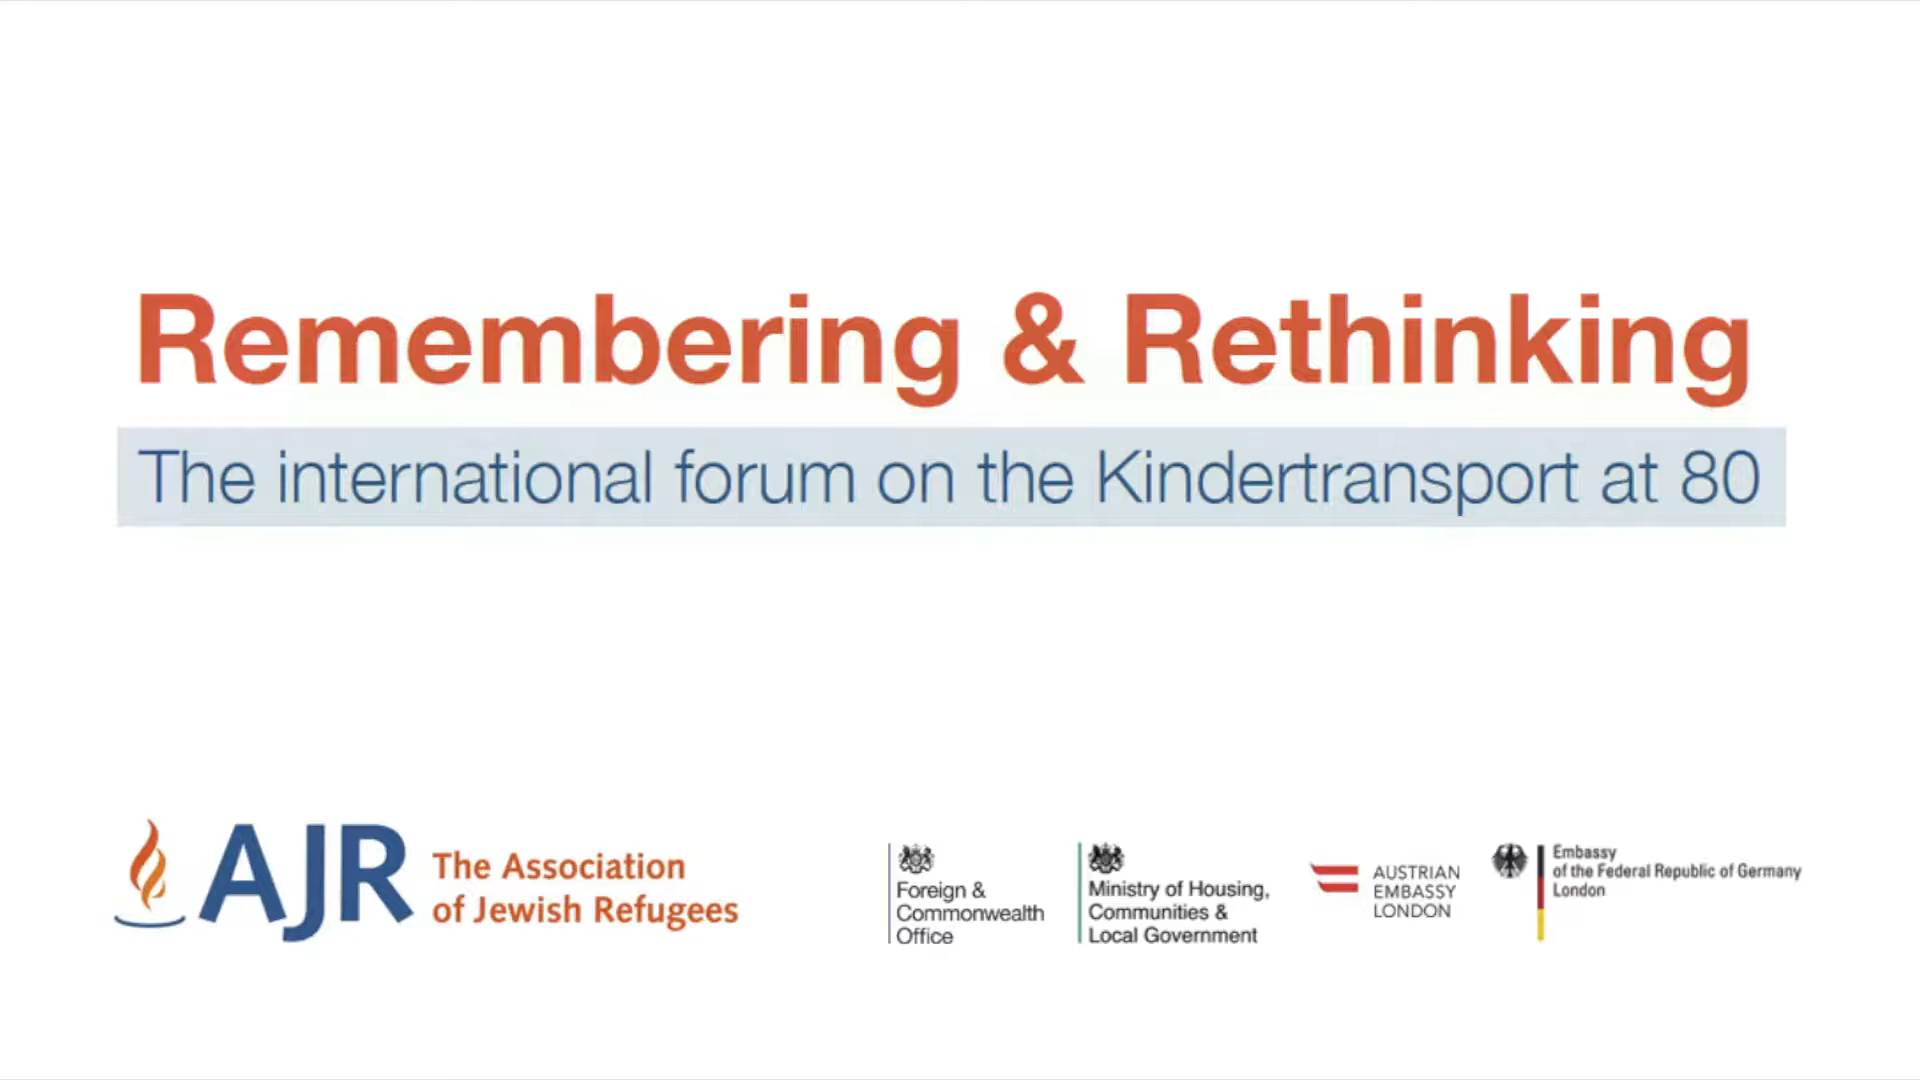 Remembering & Rethinking
The international forum on the Kindertransport at 80
AJR
The Association
of Jewish Refugees
Foreign &
Commonwealth
Office
Ministry of Housing,
Communities &
Local Government
AUSTRIAN
EMBASSY
LONDON
Embassy
of the Federal Republic of Germany
London